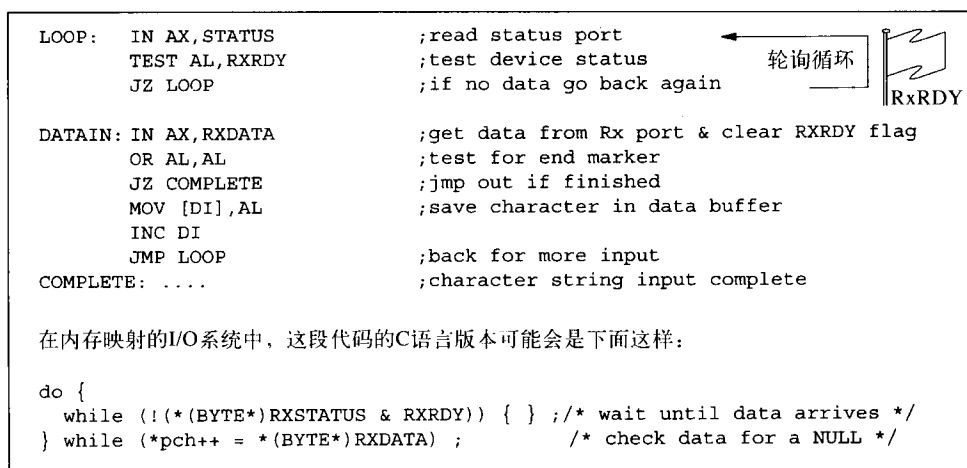 LOOP: IN AX,STATUS ;read status port
TEST AL,RXRDY ;test device status
JZ LOOP ;if no data go back again
轮询循环
RxRDY
DATAIN: IN AX,RXDATA ;get data from Rx port & clear RXRDY flag
OR AL,AL ;test for end marker
JZ COMPLETE ;jmp out if finished
MOV [DI],AL ;save character in data buffer
INC DI
JMP LOOP ;back for more input
COMPLETE: .... ;character string input complete
在内存映射的I/O系统中，这段代码的C语言版本可能会是下面这样：
do {
while (!(*(BYTE*)RXSTATUS & RXRDY)) { } ;/* wait until data arrives */
} while (*pch++ = *(BYTE*)RXDATA) ; /* check data for a NULL */